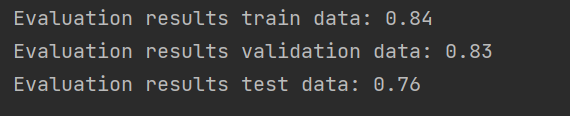 Evaluation results train data: 0.84
Evaluation results validation data: 0.83
Evaluation results test data: 0.76